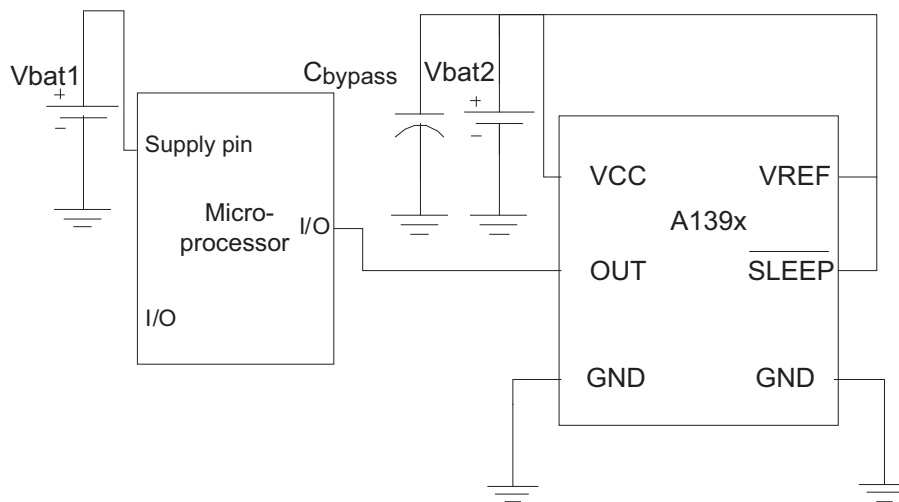 Vbat1
+
−
Cbypass
Vbat2
+
−
Supply pin
Micro-
processor
I/O
I/O
VCC
VREF
A139x
OUT
SLEEP
GND
GND